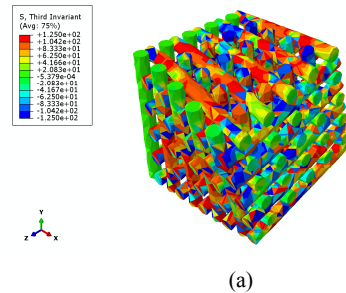 S, Third Invariant
(Avg: 75%)
+1.250e+02
+1.042e+02
+8.333e+01
+6.250e+01
+4.166e+01
+2.083e+01
-5.379e-04
-2.083e+01
-4.167e+01
-6.250e+01
-8.333e+01
-1.042e+02
-1.250e+02
Y
Z
X
(a)